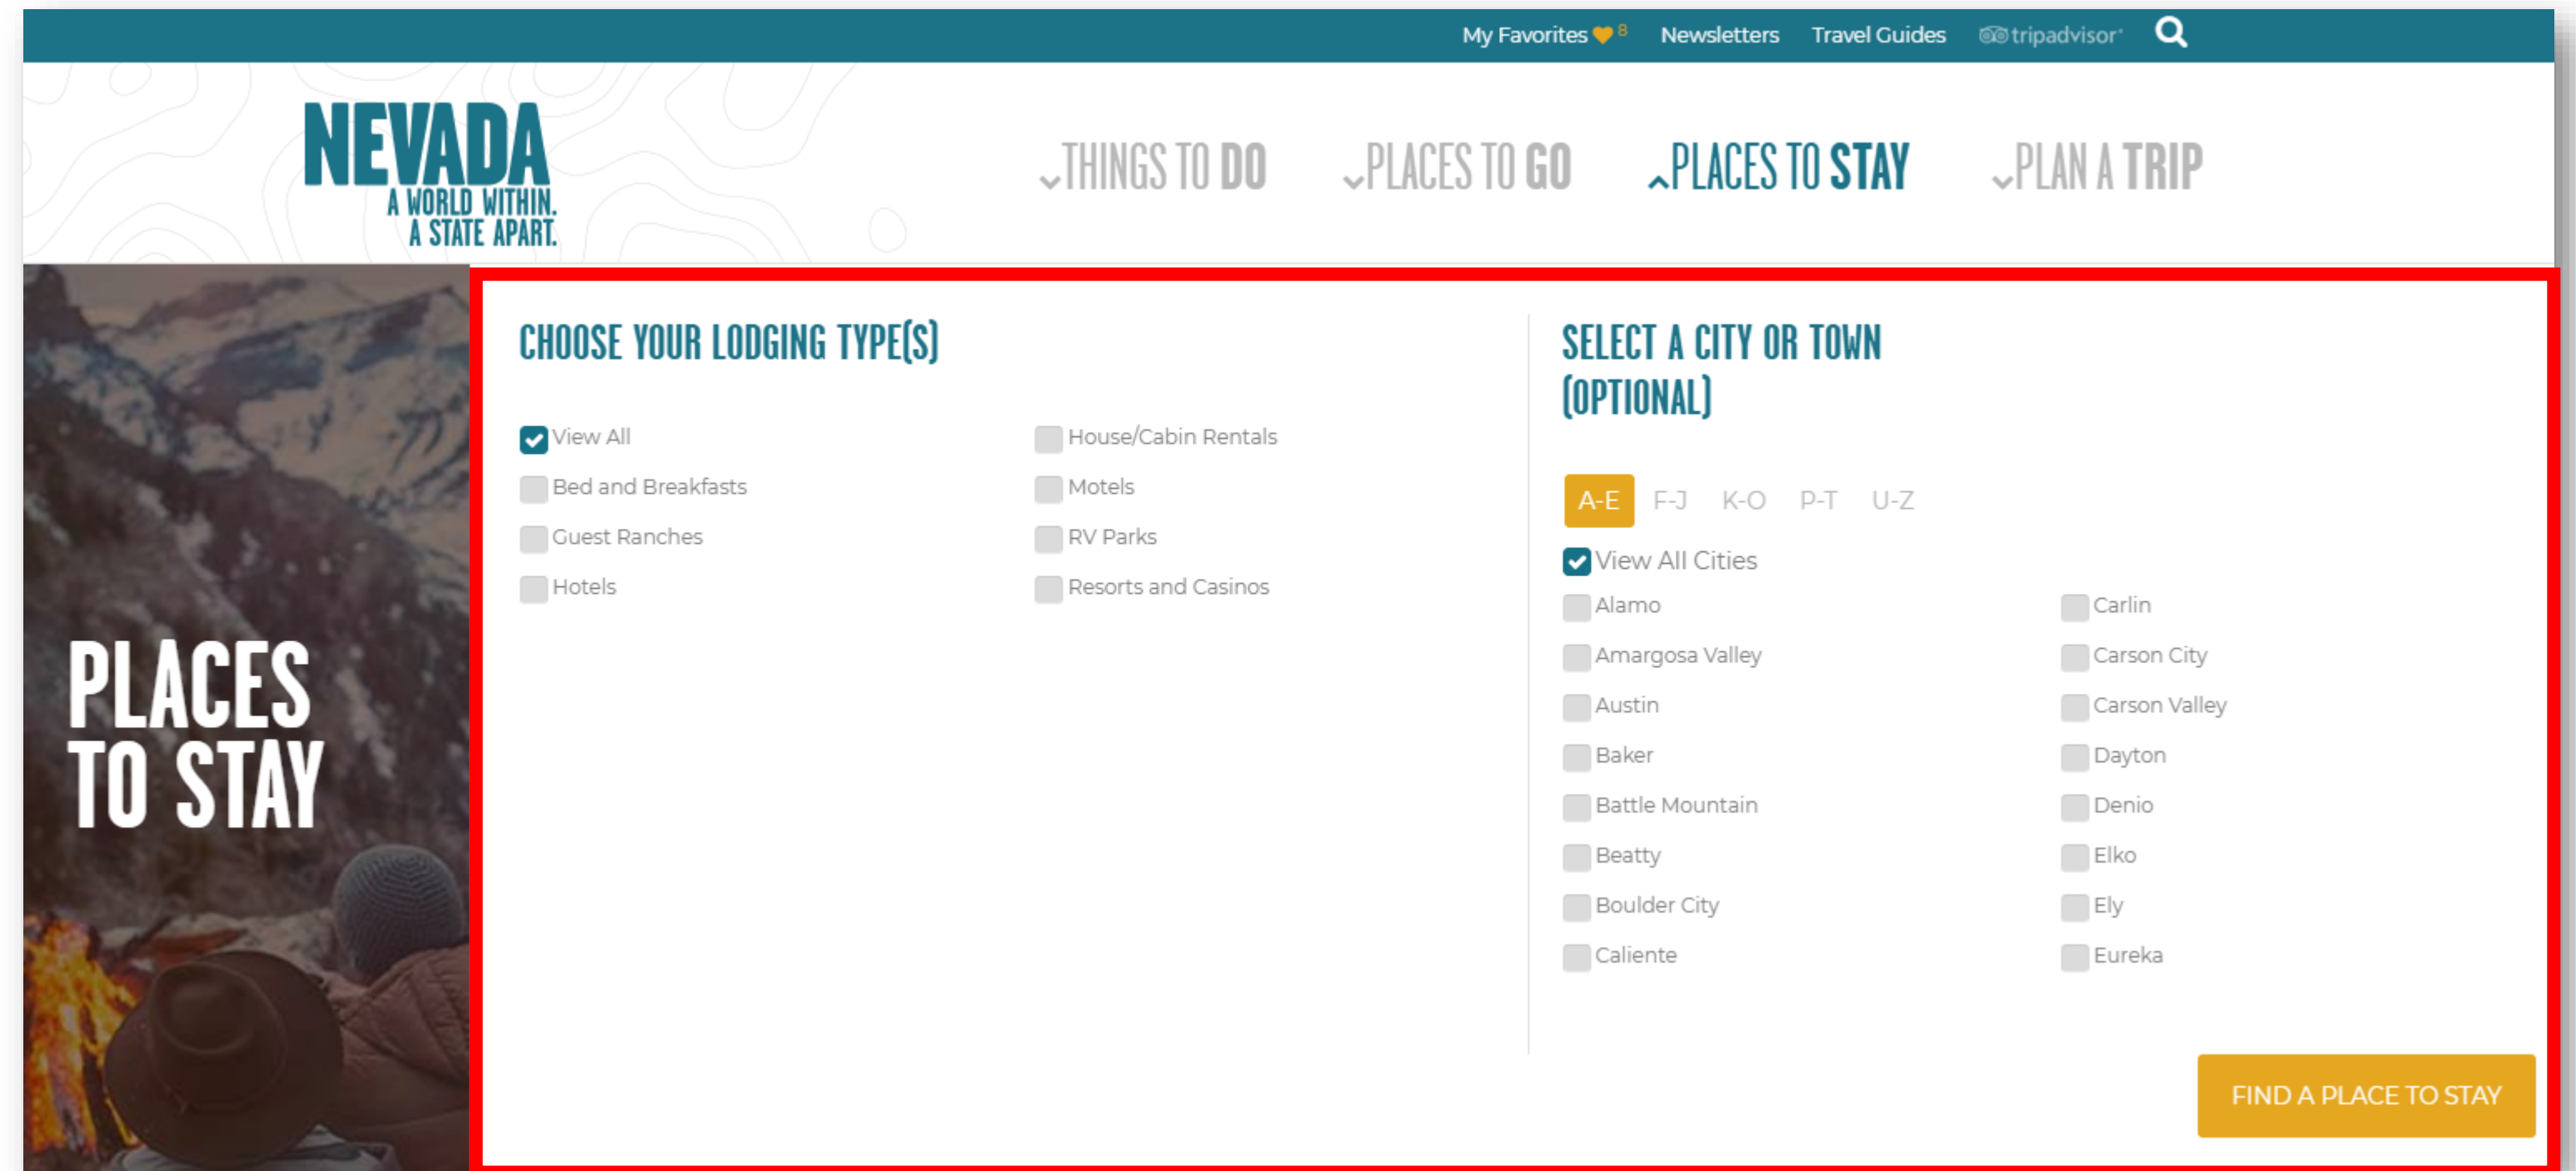 My Favorites 8 Newsletters Travel Guides tripadvisor
NEVADA
A WORLD WITHIN.
A STATE APART.
THINGS TO DO PLACES TO GO PLACES TO STAY PLAN A TRIP
PLACES
TO STAY
CHOOSE YOUR LODGING TYPE(S)
View All
Bed and Breakfasts
Guest Ranches
Hotels
House/Cabin Rentals
Motels
RV Parks
Resorts and Casinos
SELECT A CITY OR TOWN
(OPTIONAL)
A-E F-J K-O P-T U-Z
View All Cities
Alamo
Amargosa Valley
Austin
Baker
Battle Mountain
Beatty
Boulder City
Caliente
Carlin
Carson City
Carson Valley
Dayton
Denio
Elko
Ely
Eureka
FIND A PLACE TO STAY